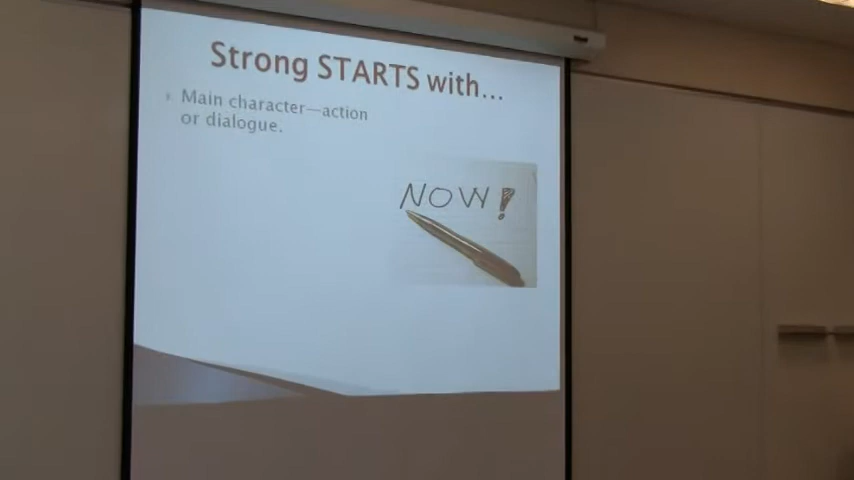 Strong STARTS with...
Main character—action
or dialogue.
NOW!